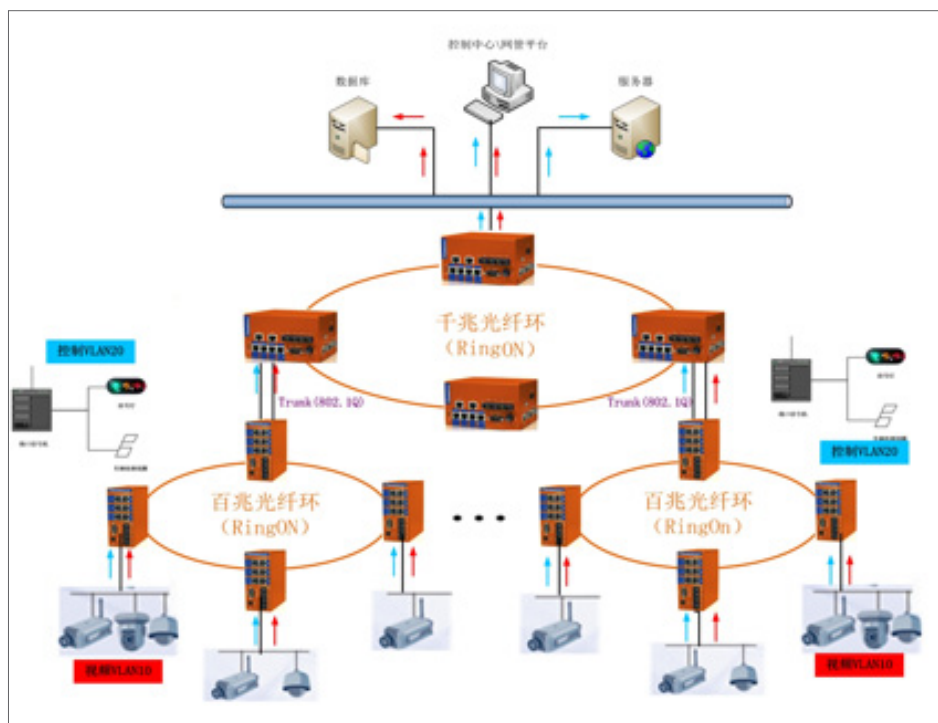 控制中心\网管平台
数据库
服务器
千兆光纤环
(RingON)
控制VLAN20
信号灯
Trunk(802.1Q)
Trunk(802.1Q)
控制VLAN20
百兆光纤环
(RingON)
百兆光纤环
(RingOn)
视频VLAN10
视频VLAN10